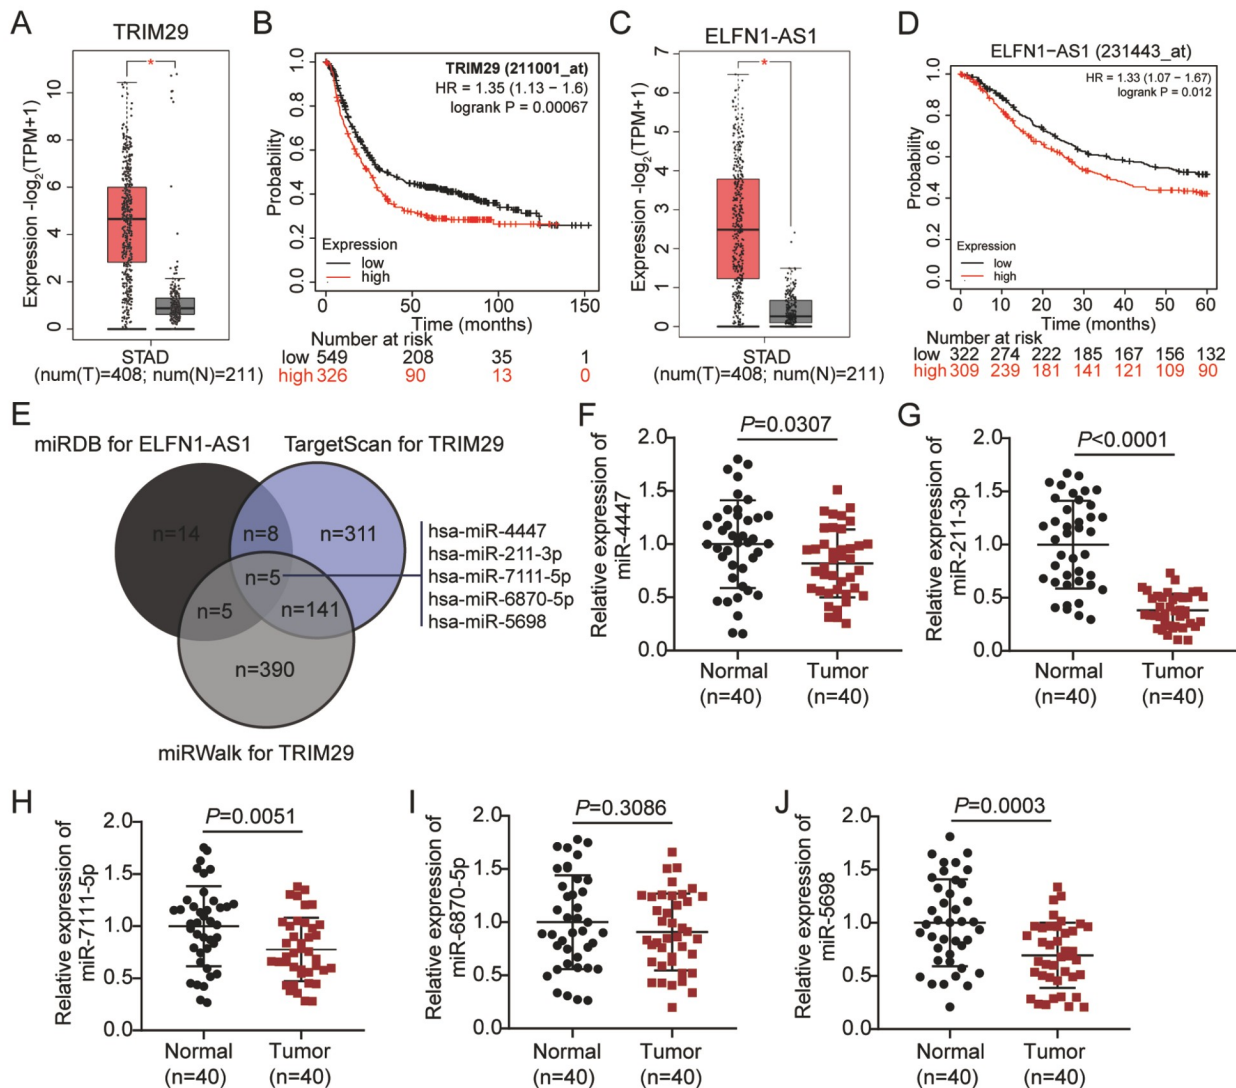 A
TRIM29
Expression -log2(TPM+1)
10
8
6
4
2
0
*
STAD
(num(T)=408; num(N)=211)
B
TRIM29 (211001_at)
HR = 1.35 (1.13 − 1.6)
logrank P = 0.00067
Probability
1.0
0.8
0.6
0.4
0.2
0.0
Expression
low
high
0 50 100 150
Time (months)
Number at risk
low 549 208 35 1
high 326 90 13 0
C
ELFN1-AS1
Expression -log2(TPM+1)
7
6
5
4
3
2
1
0
*
STAD
(num(T)=408; num(N)=211)
D
ELFN1−AS1 (231443_at)
HR = 1.33 (1.07 − 1.67)
logrank P = 0.012
Probability
1.0
0.8
0.6
0.4
0.2
0.0
Expression
low
high
0 10 20 30 40 50 60
Time (months)
Number at risk
low 322 274 222 185 167 156 132
high 309 239 181 141 121 109 90
E
miRDB for ELFN1-AS1
TargetScan for TRIM29
n=14
n=8
n=311
n=5
n=5
n=141
n=390
hsa-miR-4447
hsa-miR-211-3p
hsa-miR-7111-5p
hsa-miR-6870-5p
hsa-miR-5698
miRWalk for TRIM29
F
P=0.0307
Relative expression of
miR-4447
2.0
1.5
1.0
0.5
0.0
Normal Tumor
(n=40) (n=40)
G
P<0.0001
Relative expression of
miR-211-3p
2.0
1.5
1.0
0.5
0.0
Normal Tumor
(n=40) (n=40)
H
P=0.0051
Relative expression of
miR-7111-5p
2.0
1.5
1.0
0.5
0.0
Normal Tumor
(n=40) (n=40)
I
P=0.3086
Relative expression of
miR-6870-5p
2.0
1.5
1.0
0.5
0.0
Normal Tumor
(n=40) (n=40)
J
P=0.0003
Relative expression of
miR-5698
2.0
1.5
1.0
0.5
0.0
Normal Tumor
(n=40) (n=40)